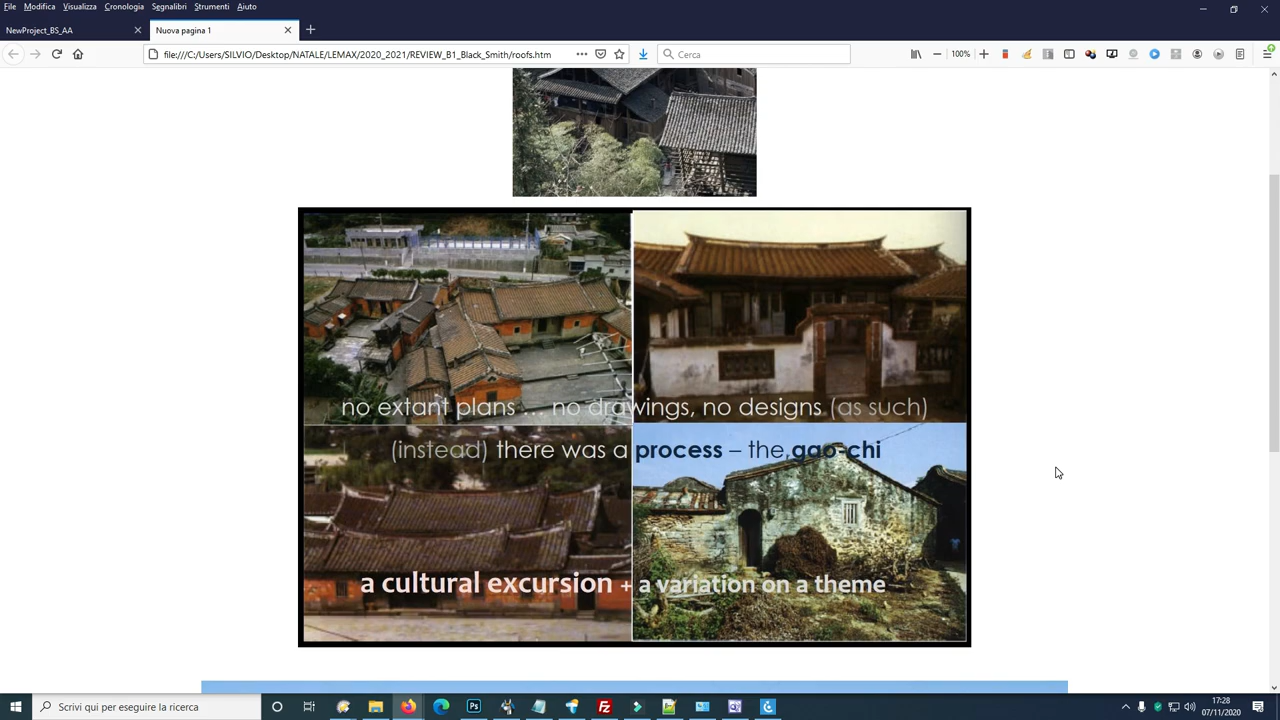 File Modifica Visualizza Cronologia Segnalibri Strumenti Aiuto
NewProject_BS_AA
Nuova pagina 1
file:///C:/Users/SILVIO/Desktop/NATALE/LEMAX/2020_2021/REVIEW_B1_Black_Smith/roofs.htm
Cerca
100%
no extant plans ... no drawings, no designs (as such)
(instead) there was a process – the gao-chi
a cultural excursion + a variation on a theme
Scrivi qui per eseguire la ricerca
17:28
07/11/2020